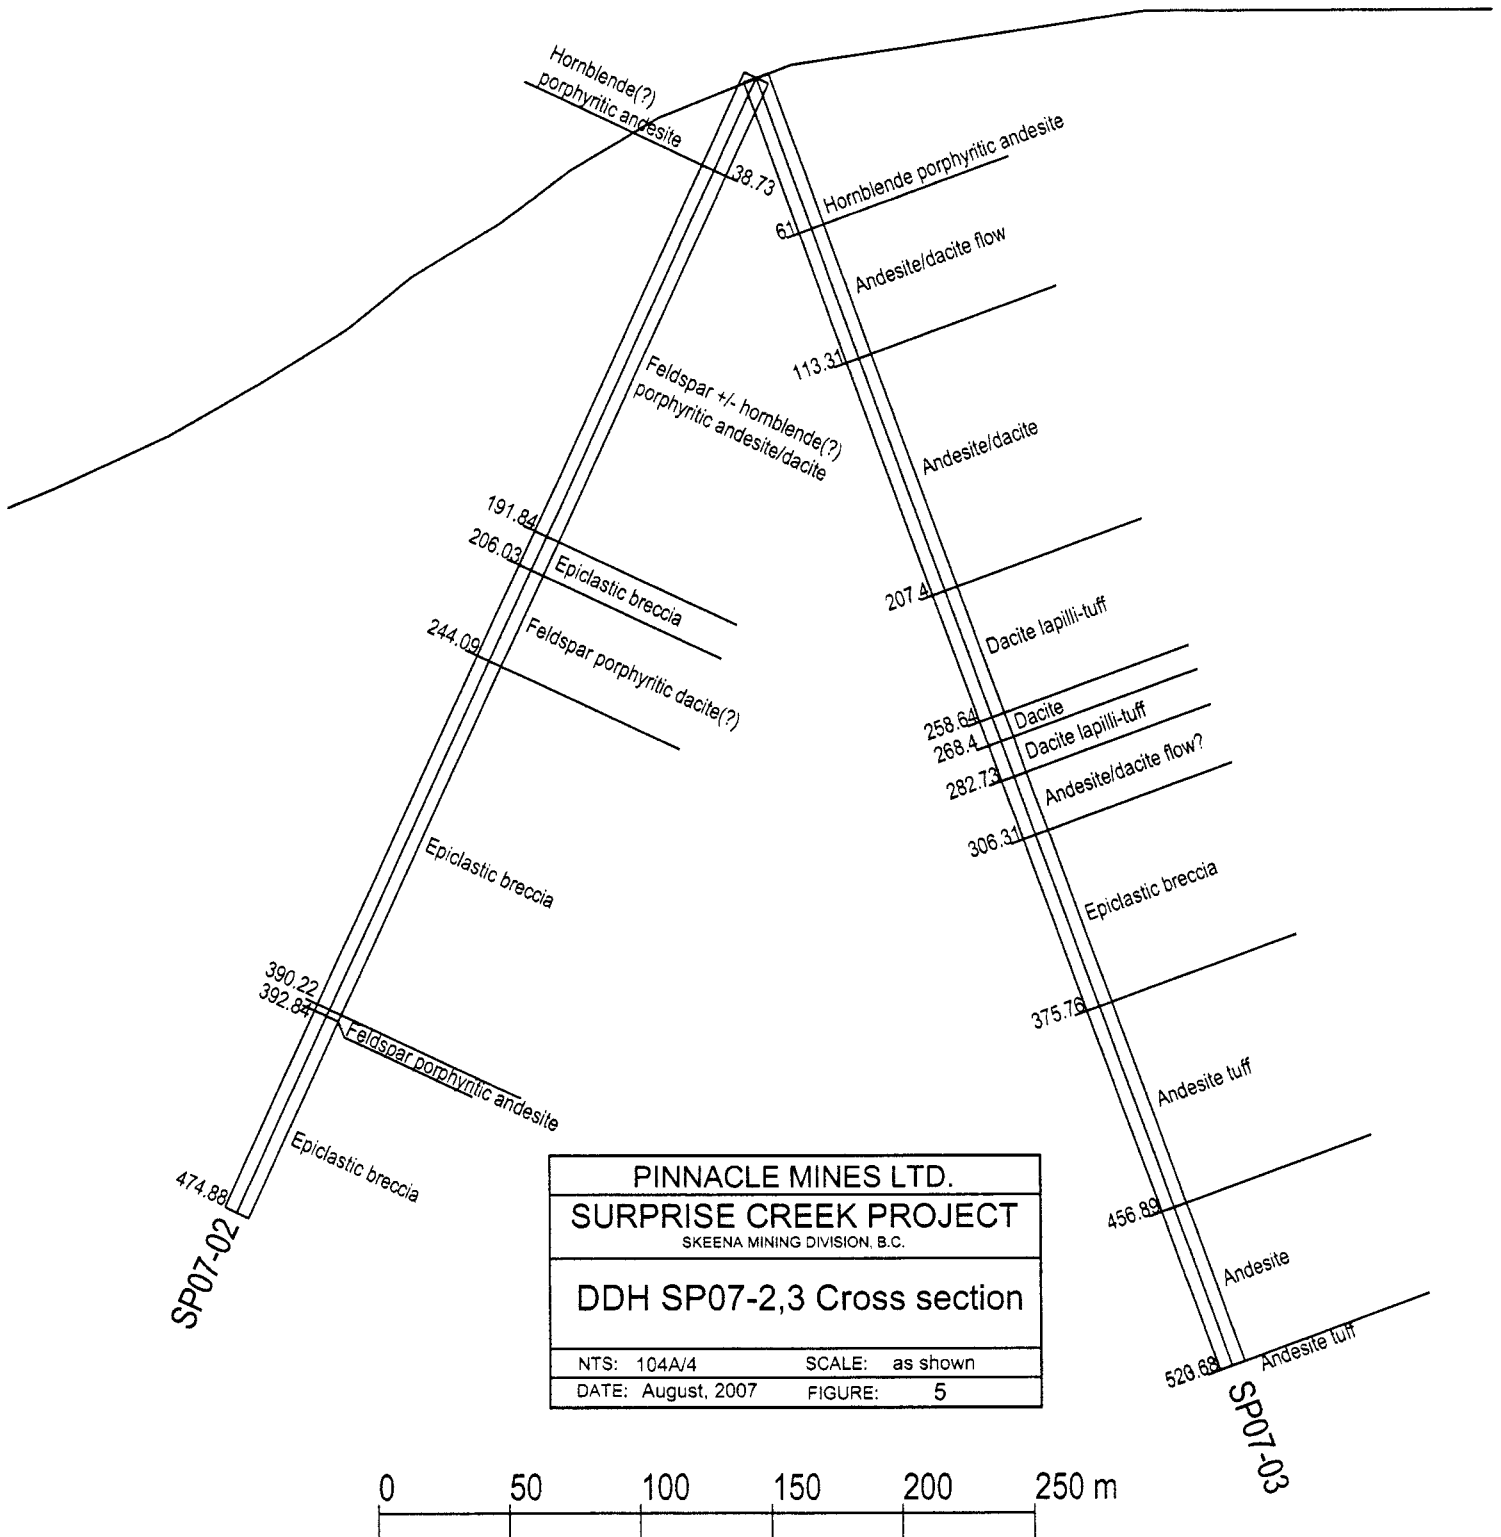 Hornblende(?)
porphyritic andesite
38.73
Feldspar +/- hornblende(?)
porphyritic andesite/dacite
191.84
206.03
Epiclastic breccia
Feldspar porphyritic dacite(?)
244.09
Epiclastic breccia
390.22
392.84
Feldspar porphyritic andesite
Epiclastic breccia
474.88
SP07-02
Hornblende porphyritic andesite
61
Andesite/dacite flow
113.31
Andesite/dacite
207.4
Dacite lapilli-tuff
258.64
Dacite
268.4
Dacite lapilli-tuff
282.73
Andesite/dacite flow?
306.31
Epiclastic breccia
375.76
Andesite tuff
456.89
Andesite
Andesite tuff
SP07-03
PINNACLE MINES LTD.
SURPRISE CREEK PROJECT
SKEENA MINING DIVISION, B.C.
DDH SP07-2,3 Cross section
NTS: 104A/4 SCALE: as shown
DATE: August, 2007 FIGURE: 5
0 50 100 150 200 250 m